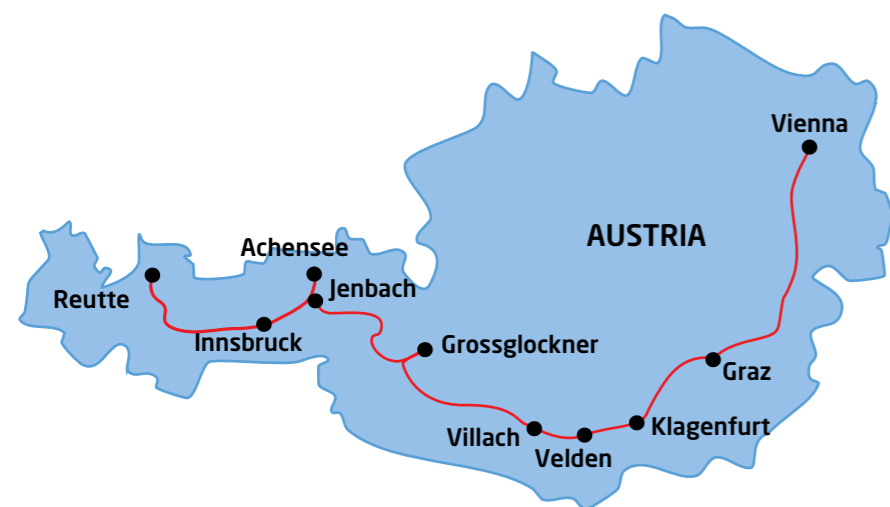 Vienna
AUSTRIA
Achensee
Jenbach
Reutte
Innsbruck
Grossglockner
Graz
Klagenfurt
Villach
Velden